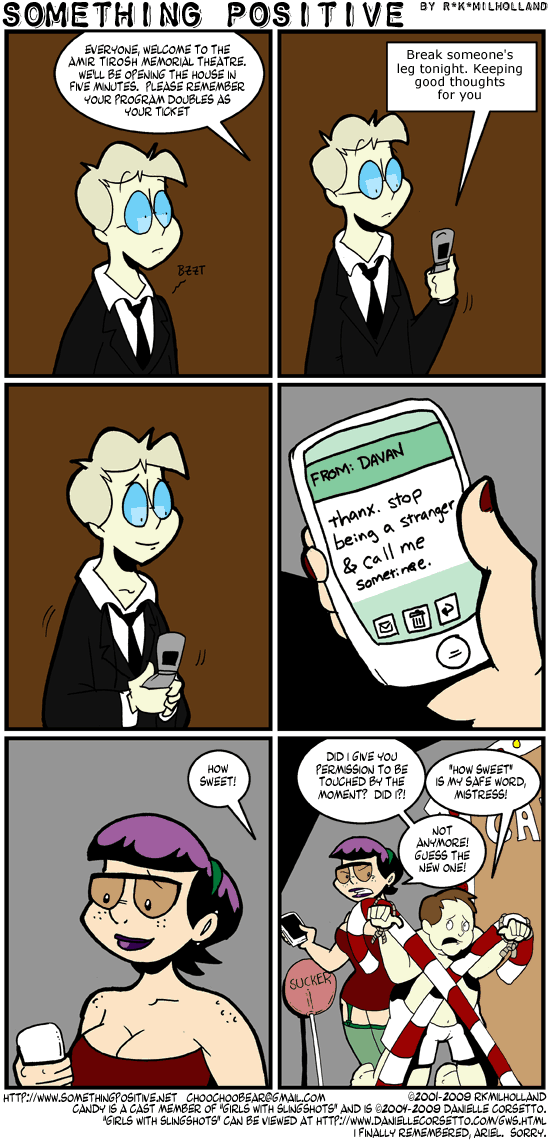 SOMETHING POSITIVE BY R*K*MILHOLLAND
EVERYONE, WELCOME TO THE
AMIR TIROSH MEMORIAL THEATRE.
WE'LL BE OPENING THE HOUSE IN
FIVE MINUTES. PLEASE REMEMBER
YOUR PROGRAM DOUBLES AS
YOUR TICKET
BZZT
Break someone's
leg tonight. Keeping
good thoughts
for you
FROM: DAVAN
thanx. stop
being a stranger
& call me
sometime.
HOW
SWEET!
DID I GIVE YOU
PERMISSION TO BE
TOUCHED BY THE
MOMENT? DID I?!
"HOW SWEET"
IS MY SAFE WORD,
MISTRESS!
NOT
ANYMORE!
GUESS THE
NEW ONE!
CA
SUCKER
HTTP://WWW.SOMETHINGPOSITIVE.NET CHOOCHOOBEAR@GMAIL.COM ©2001-2009 RKMILHOLLAND
CANDY IS A CAST MEMBER OF "GIRLS WITH SLINGSHOTS" AND IS ©2004-2009 DANIELLE CORSETTO.
"GIRLS WITH SLINGSHOTS" CAN BE VIEWED AT HTTP://WWW.DANIELLECORSETTO.COM/GWS.HTML
I FINALLY REMEMBERED, ARIEL. SORRY.